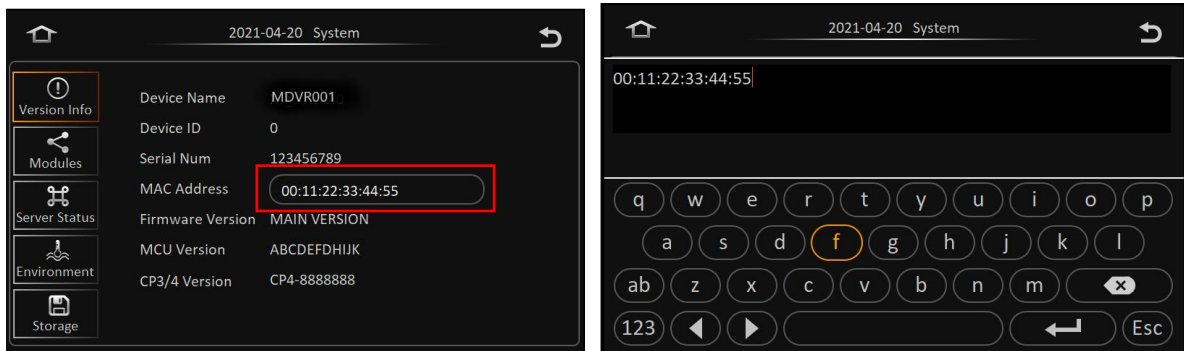 2021-04-20 System
Version Info
Modules
Server Status
Environment
Storage
Device Name MDVR001
Device ID 0
Serial Num 123456789
MAC Address 00:11:22:33:44:55
Firmware Version MAIN VERSION
MCU Version ABCDEFDHIJK
CP3/4 Version CP4-8888888
2021-04-20 System
00:11:22:33:44:55
q w e r t y u i o p
a s d f g h j k l
ab z x c v b n m
123 Esc